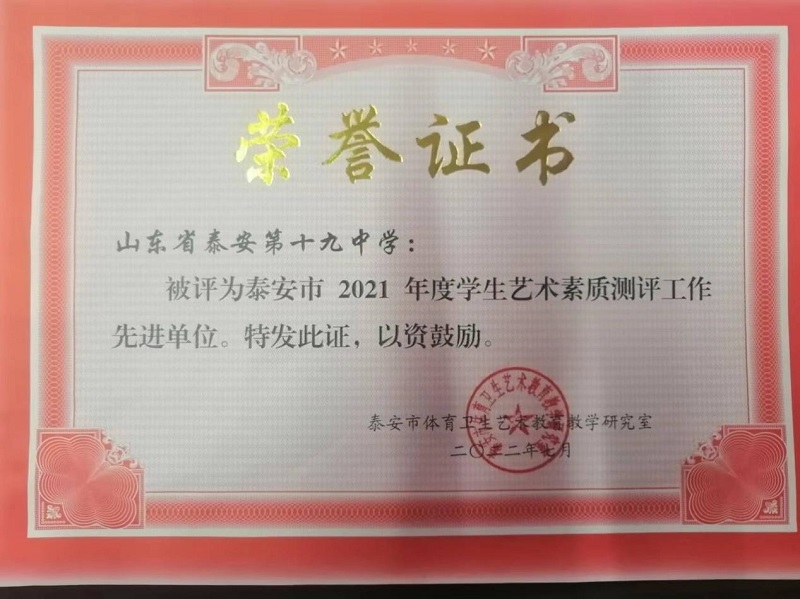 荣誉证书
山东省泰安第十九中学：
被评为泰安市 2021 年度学生艺术素质测评工作
先进单位。特发此证，以资鼓励。
泰安市体育卫生艺术教育教学研究室
二〇二二年七月